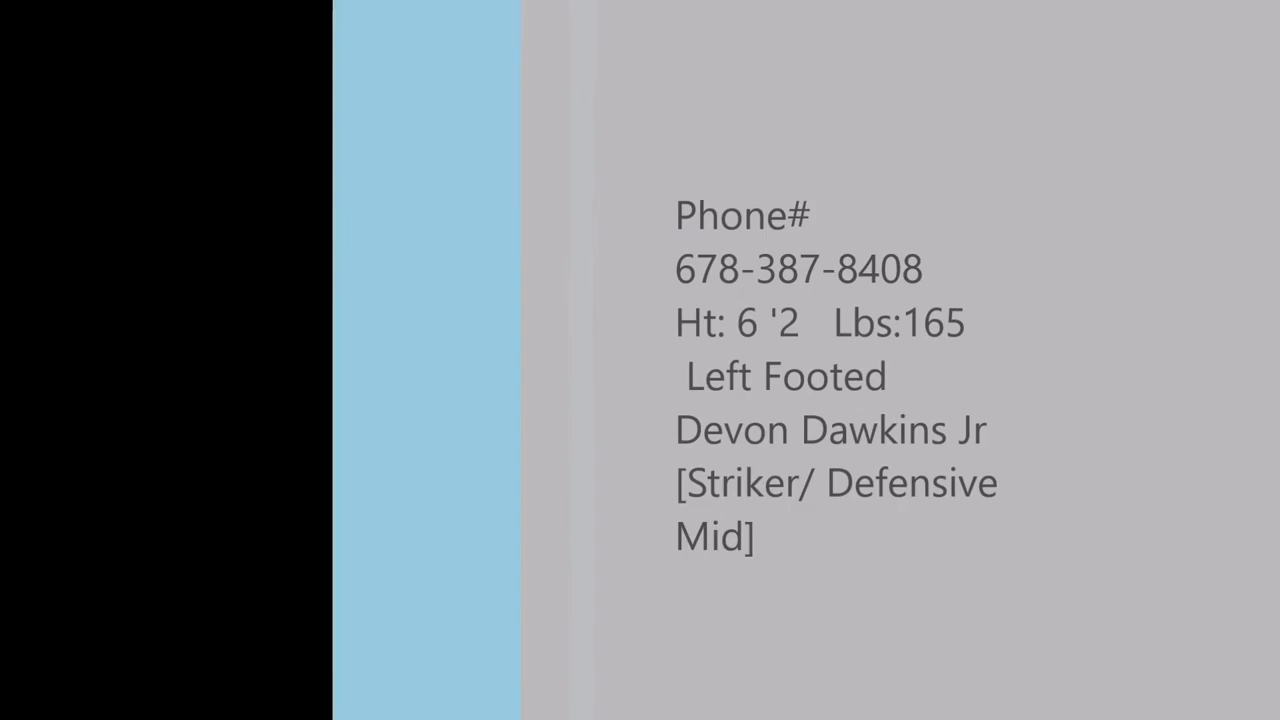 Phone#
678-387-8408
Ht: 6 '2   Lbs:165
Left Footed
Devon Dawkins Jr
[Striker/ Defensive
Mid]